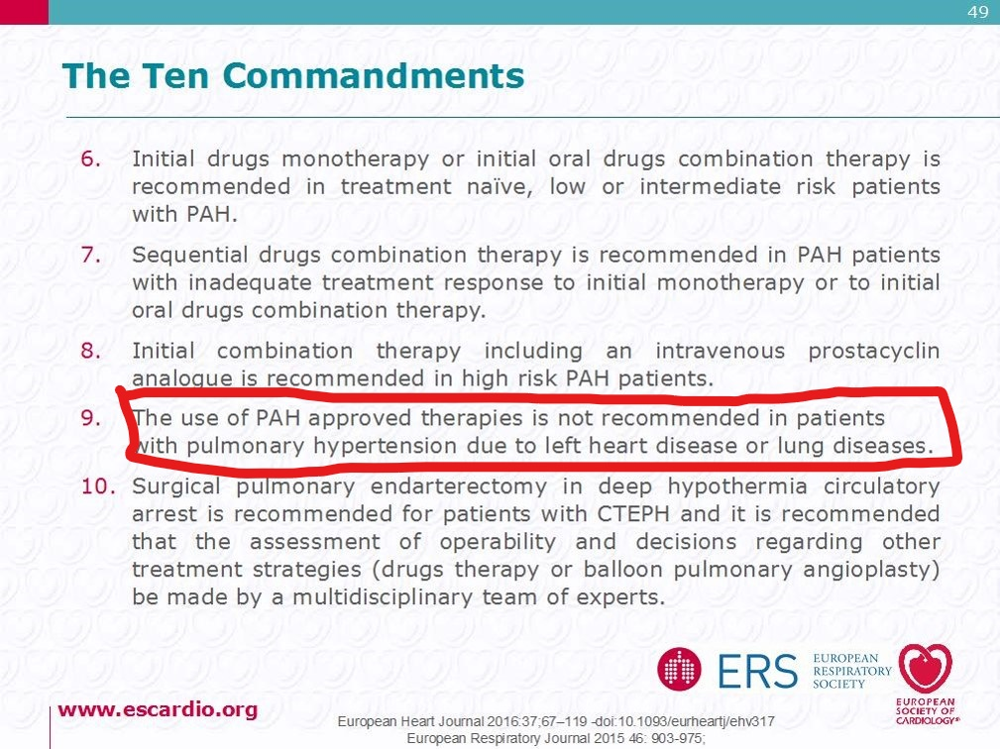 49
The Ten Commandments
6. Initial drugs monotherapy or initial oral drugs combination therapy is
recommended in treatment naïve, low or intermediate risk patients
with PAH.
7. Sequential drugs combination therapy is recommended in PAH patients
with inadequate treatment response to initial monotherapy or to initial
oral drugs combination therapy.
8. Initial combination therapy including an intravenous prostacyclin
analogue is recommended in high risk PAH patients.
9. The use of PAH approved therapies is not recommended in patients
with pulmonary hypertension due to left heart disease or lung diseases.
10. Surgical pulmonary endarterectomy in deep hypothermia circulatory
arrest is recommended for patients with CTEPH and it is recommended
that the assessment of operability and decisions regarding other
treatment strategies (drugs therapy or balloon pulmonary angioplasty)
be made by a multidisciplinary team of experts.
ERS
EUROPEAN
RESPIRATORY
SOCIETY
EUROPEAN
SOCIETY OF
CARDIOLOGY®
www.escardio.org
European Heart Journal 2016:37;67–119 -doi:10.1093/eurheartj/ehv317
European Respiratory Journal 2015 46: 903-975;